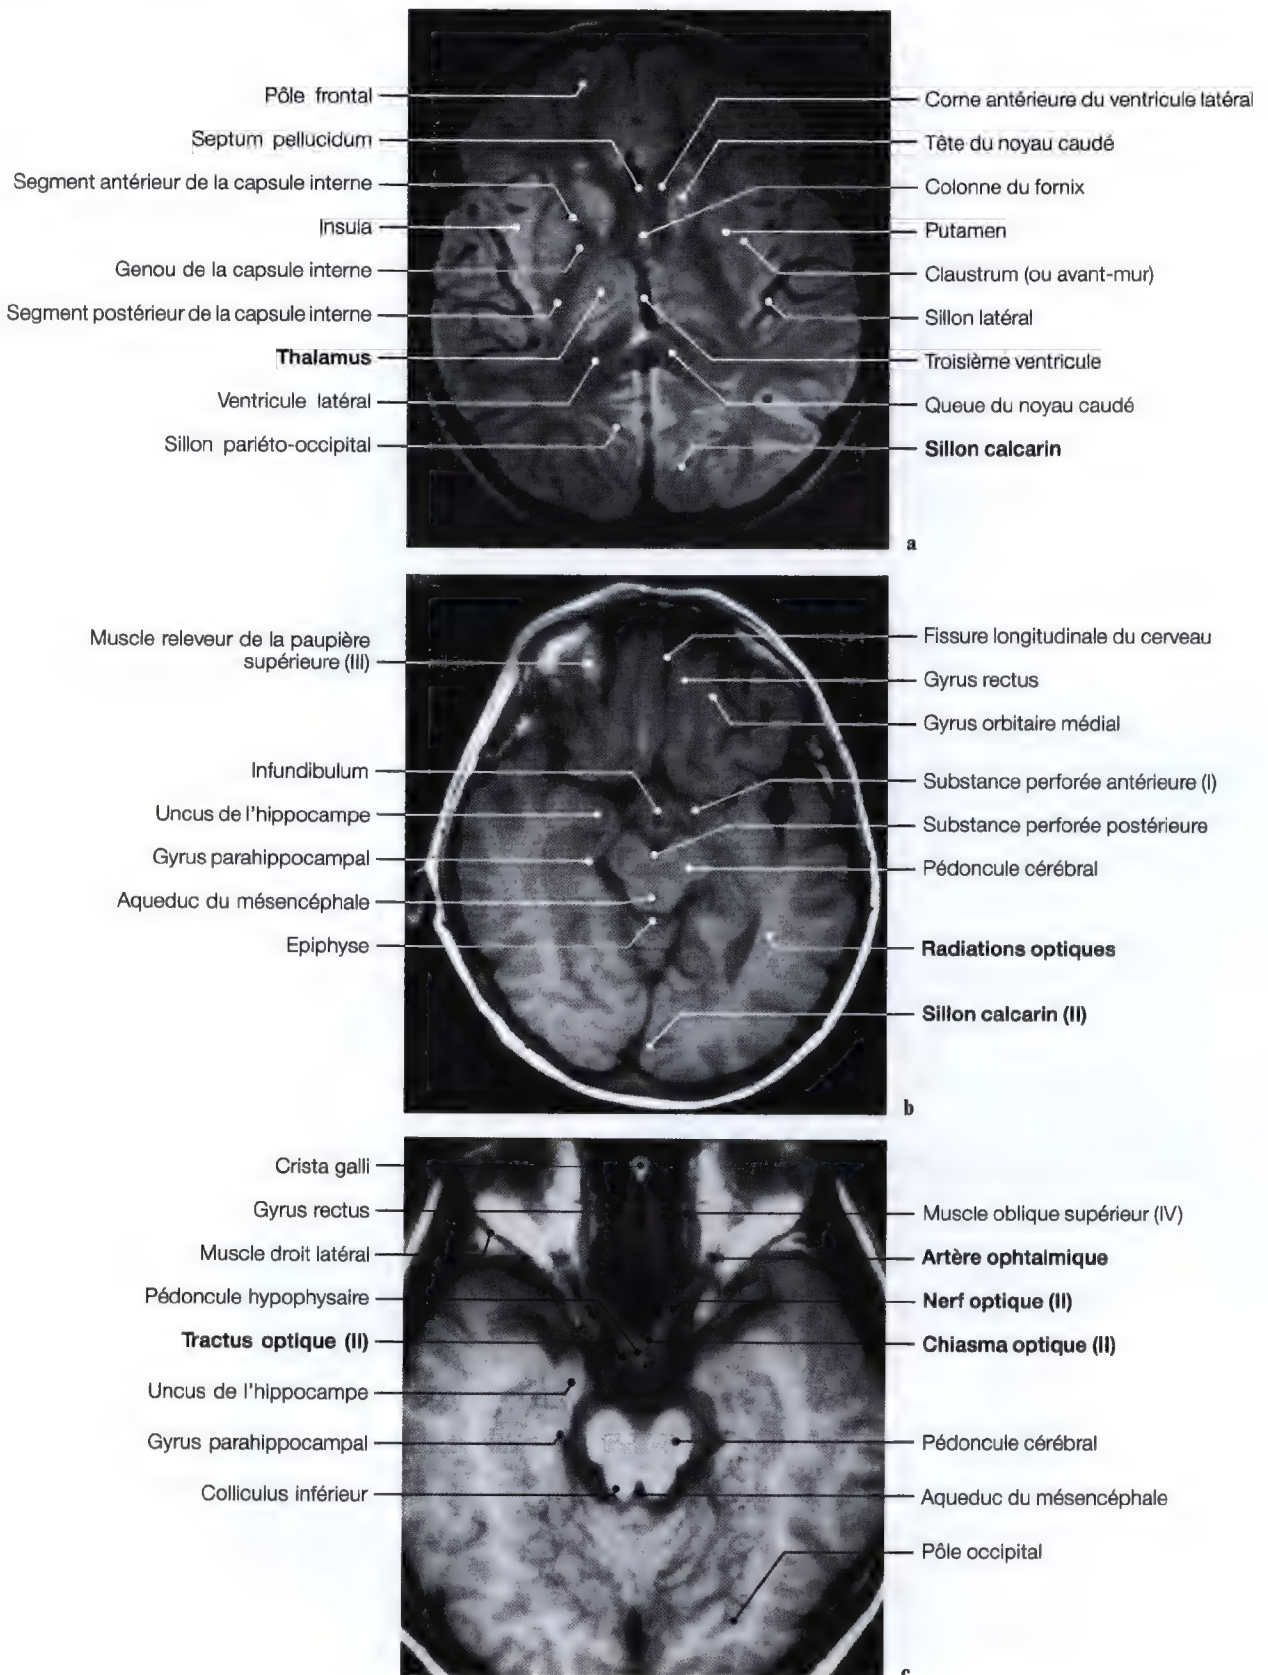 Pôle frontal
Septum pellucidum
Segment antérieur de la capsule interne
Insula
Genou de la capsule interne
Segment postérieur de la capsule interne
Thalamus
Ventricule latéral
Sillon pariéto-occipital
Corne antérieure du ventricule latéral
Tête du noyau caudé
Colonne du fornix
Putamen
Claustrum (ou avant-mur)
Sillon latéral
Troisième ventricule
Queue du noyau caudé
Sillon calcarin
a
Muscle releveur de la paupière
supérieure (III)
Infundibulum
Uncus de l'hippocampe
Gyrus parahippocampal
Aqueduc du mésencéphale
Epiphyse
Fissure longitudinale du cerveau
Gyrus rectus
Gyrus orbitaire médial
Substance perforée antérieure (I)
Substance perforée postérieure
Pédoncule cérébral
Radiations optiques
Sillon calcarin (II)
b
Crista galli
Gyrus rectus
Muscle droit latéral
Pédoncule hypophysaire
Tractus optique (II)
Uncus de l'hippocampe
Gyrus parahippocampal
Colliculus inférieur
Muscle oblique supérieur (IV)
Artère ophtalmique
Nerf optique (II)
Chiasma optique (II)
Pédoncule cérébral
Aqueduc du mésencéphale
Pôle occipital
c